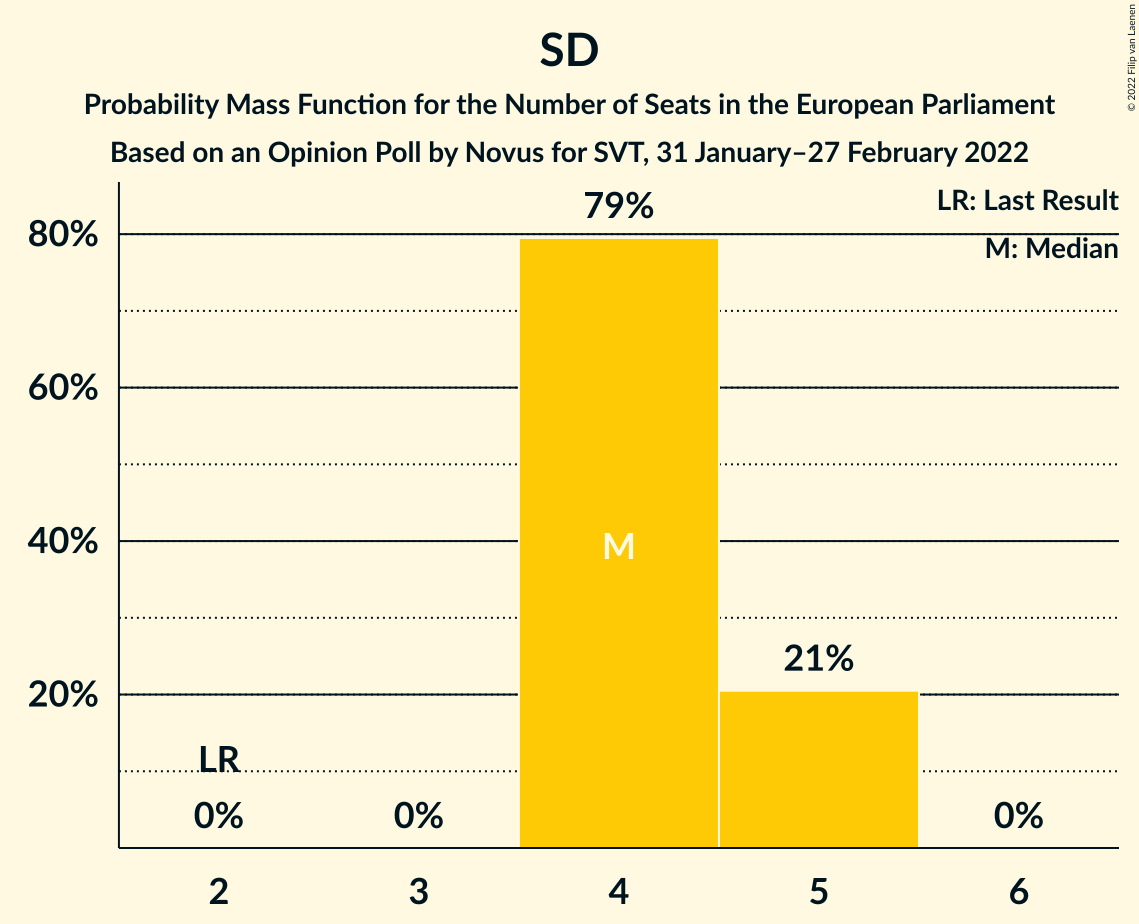 SD
Probability Mass Function for the Number of Seats in the European Parliament
Based on an Opinion Poll by Novus for SVT, 31 January–27 February 2022
© 2022 Filip van Laenen
LR: Last Result
M: Median
79%
80%
60%
40%
M
21%
20%
LR
0%
0%
0%
2
3
4
5
6